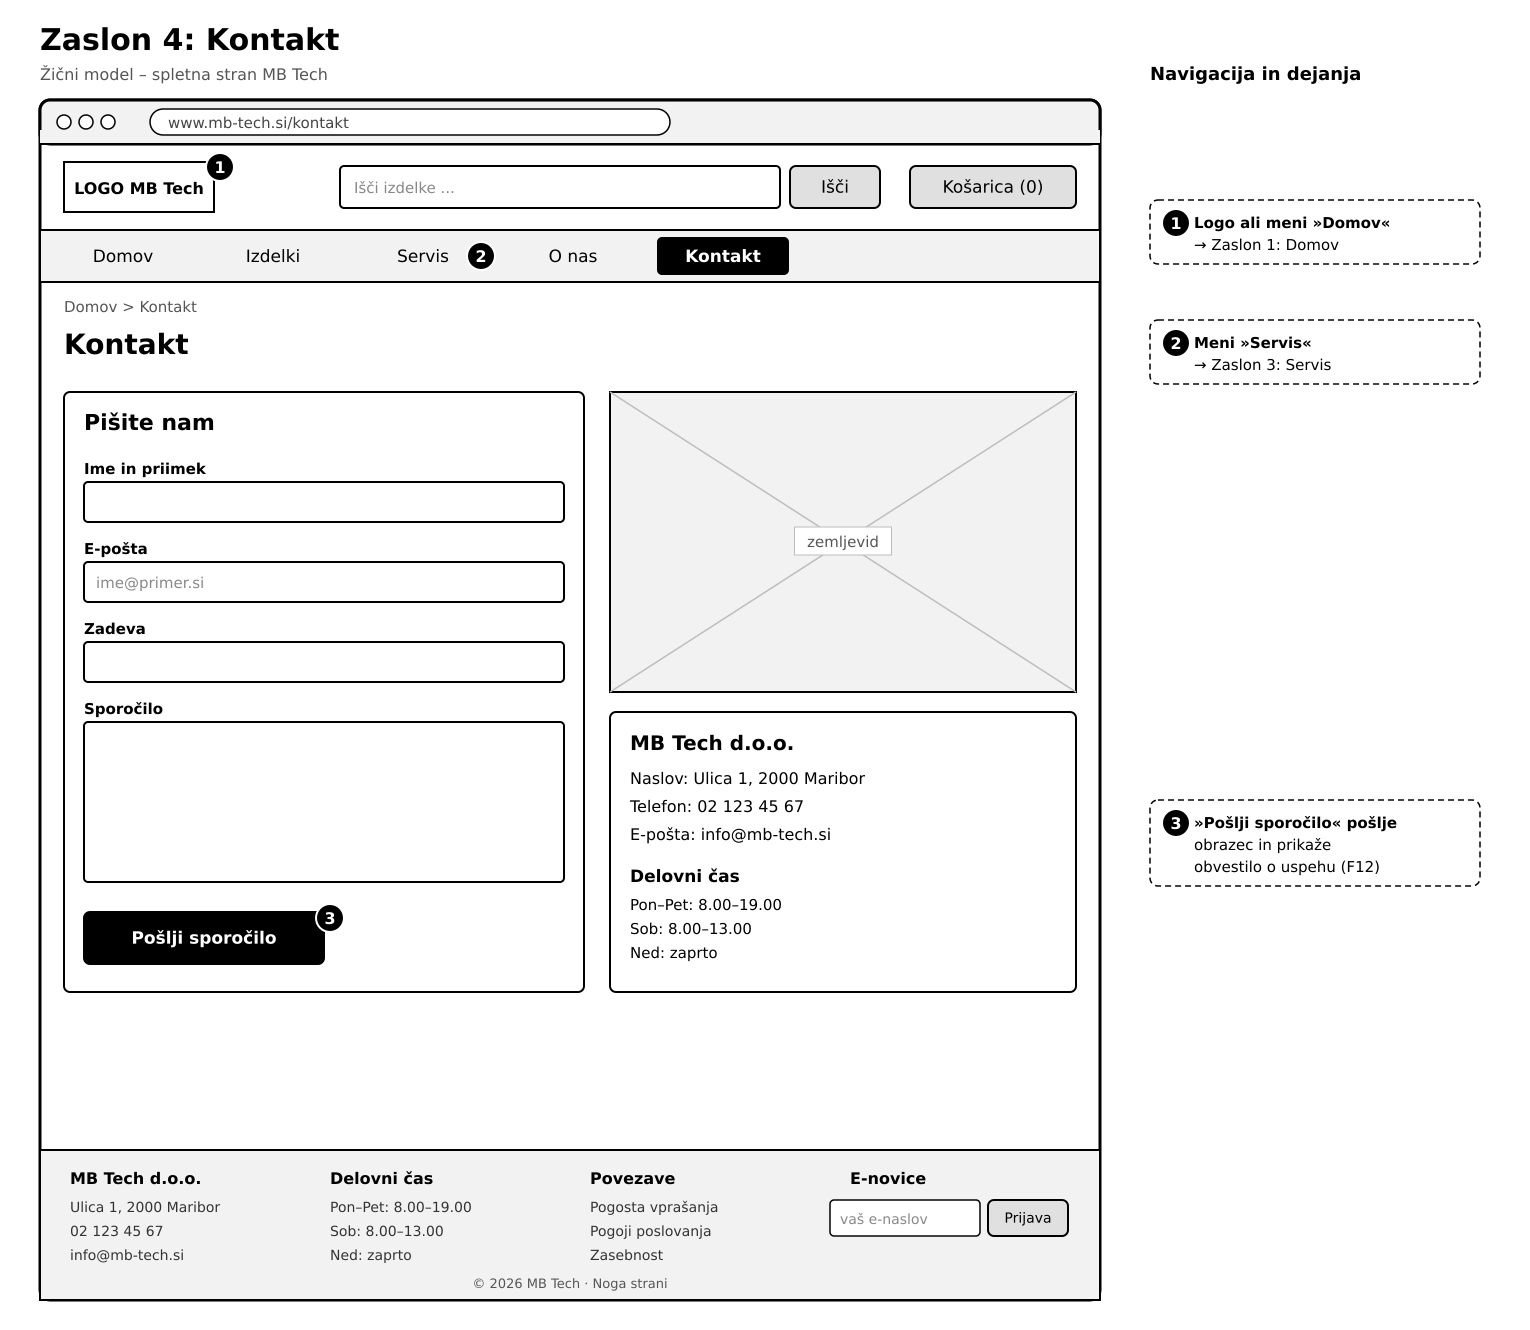 Zaslon 4: Kontakt
Žični model – spletna stran MB Tech
Navigacija in dejanja
www.mb-tech.si/kontakt
LOGO MB Tech
1
Išči izdelke ...
Išči
Košarica (0)
Domov
Izdelki
Servis
2
O nas
Kontakt
Domov > Kontakt
Kontakt
Pišite nam
Ime in priimek
E-pošta
ime@primer.si
Zadeva
Sporočilo
Pošlji sporočilo
3
zemljevid
MB Tech d.o.o.
Naslov: Ulica 1, 2000 Maribor
Telefon: 02 123 45 67
E-pošta: info@mb-tech.si
Delovni čas
Pon–Pet: 8.00–19.00
Sob: 8.00–13.00
Ned: zaprto
1 Logo ali meni »Domov«
→ Zaslon 1: Domov
2 Meni »Servis«
→ Zaslon 3: Servis
3 »Pošlji sporočilo« pošlje
obrazec in prikaže
obvestilo o uspehu (F12)
MB Tech d.o.o.
Ulica 1, 2000 Maribor
02 123 45 67
info@mb-tech.si
Delovni čas
Pon–Pet: 8.00–19.00
Sob: 8.00–13.00
Ned: zaprto
Povezave
Pogosta vprašanja
Pogoji poslovanja
Zasebnost
E-novice
vaš e-naslov
Prijava
© 2026 MB Tech · Noga strani